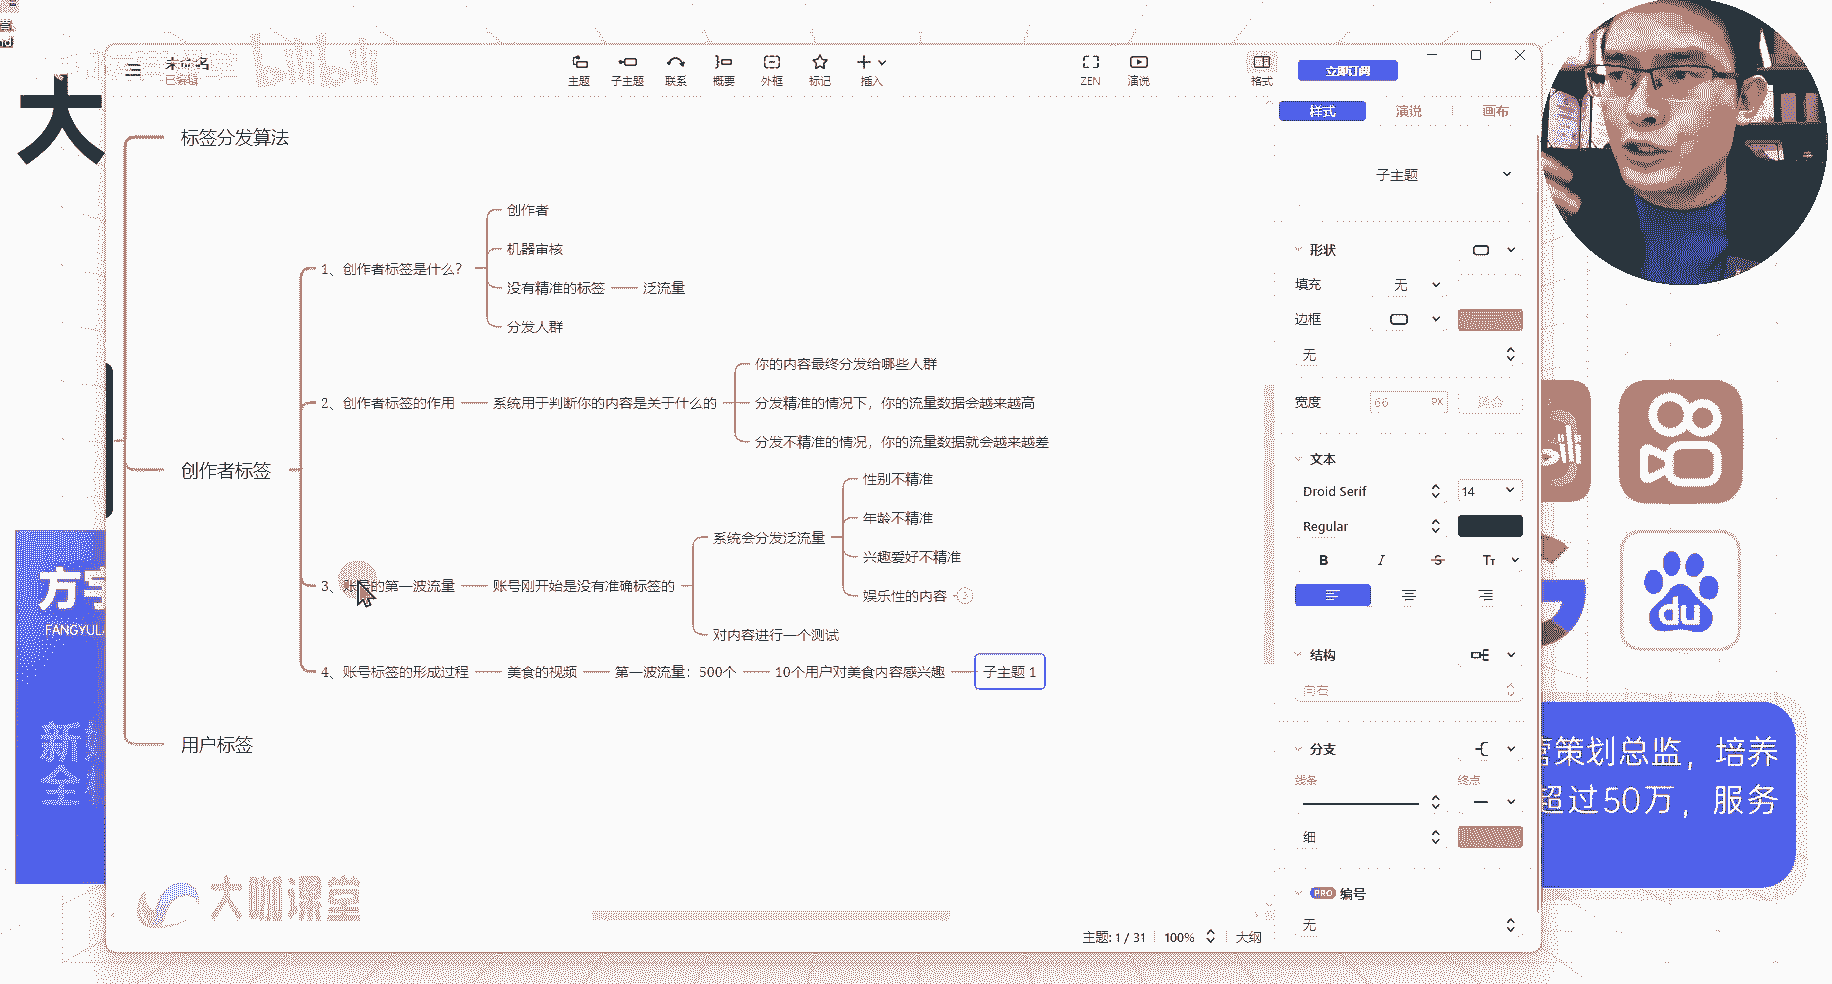 大
bilibili
未命名
已编辑
主题
子主题
联系
概要
外框
标记
插入
ZEN
演说
格式
立即订阅
样式
演说
画布
标签分发算法
创作者
机器审核
1、创作者标签是什么？
没有精准的标签
泛流量
分发人群
你的内容最终分发给哪些人群
2、创作者标签的作用
系统用于判断你的内容是关于什么的
分发精准的情况下，你的流量数据会越来越高
分发不精准的情况，你的流量数据就会越来越差
创作者标签
性别不精准
年龄不精准
系统会分发泛流量
兴趣爱好不精准
3、账号的第一波流量
账号刚开始是没有准确标签的
娱乐性的内容
对内容进行一个测试
4、账号标签的形成过程
美食的视频
第一波流量：500个
10个用户对美食内容感兴趣
子主题 1
用户标签
子主题
形状
填充
无
边框
无
宽度
66
PX
文本
Droid Serif
14
Regular
B
I
S
Tт
结构
向右
分支
线条
终点
细
PRO 编号
无
主题: 1 / 31
100%
大纲
大咖课堂
方
FANGYU
新
全
du
策划总监，培养
超过50万，服务